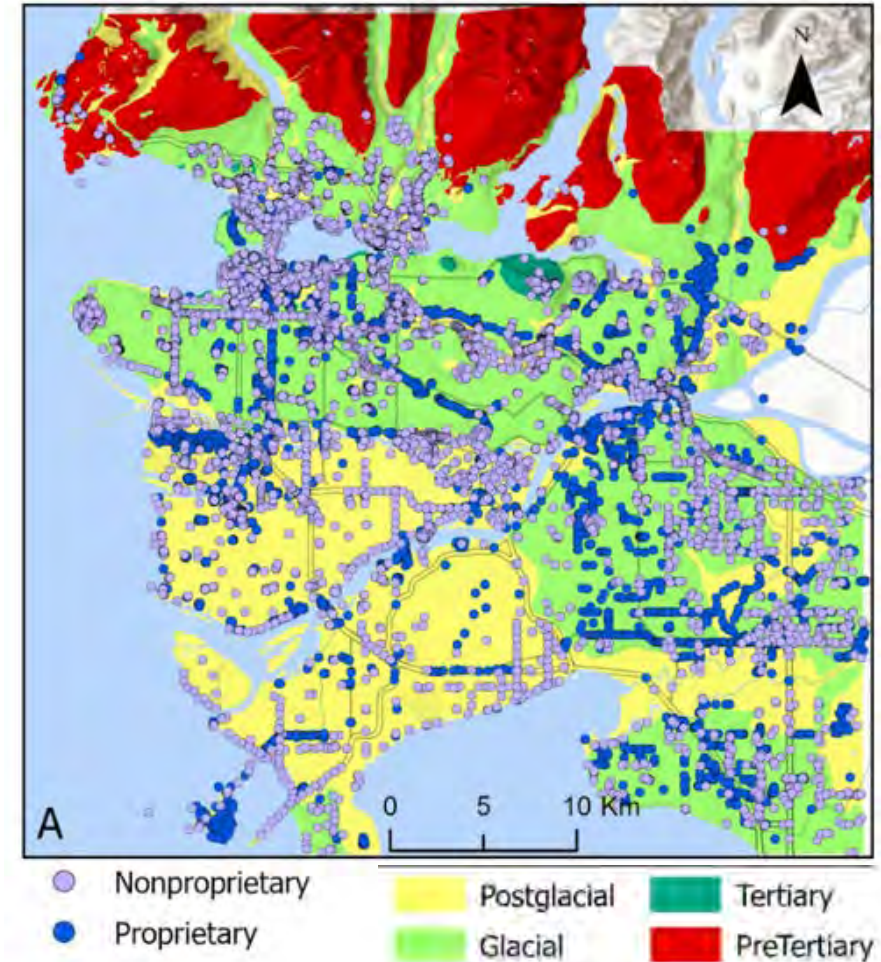 N
A
0 5 10 Km
Nonproprietary
Proprietary
Postglacial
Glacial
Tertiary
PreTertiary